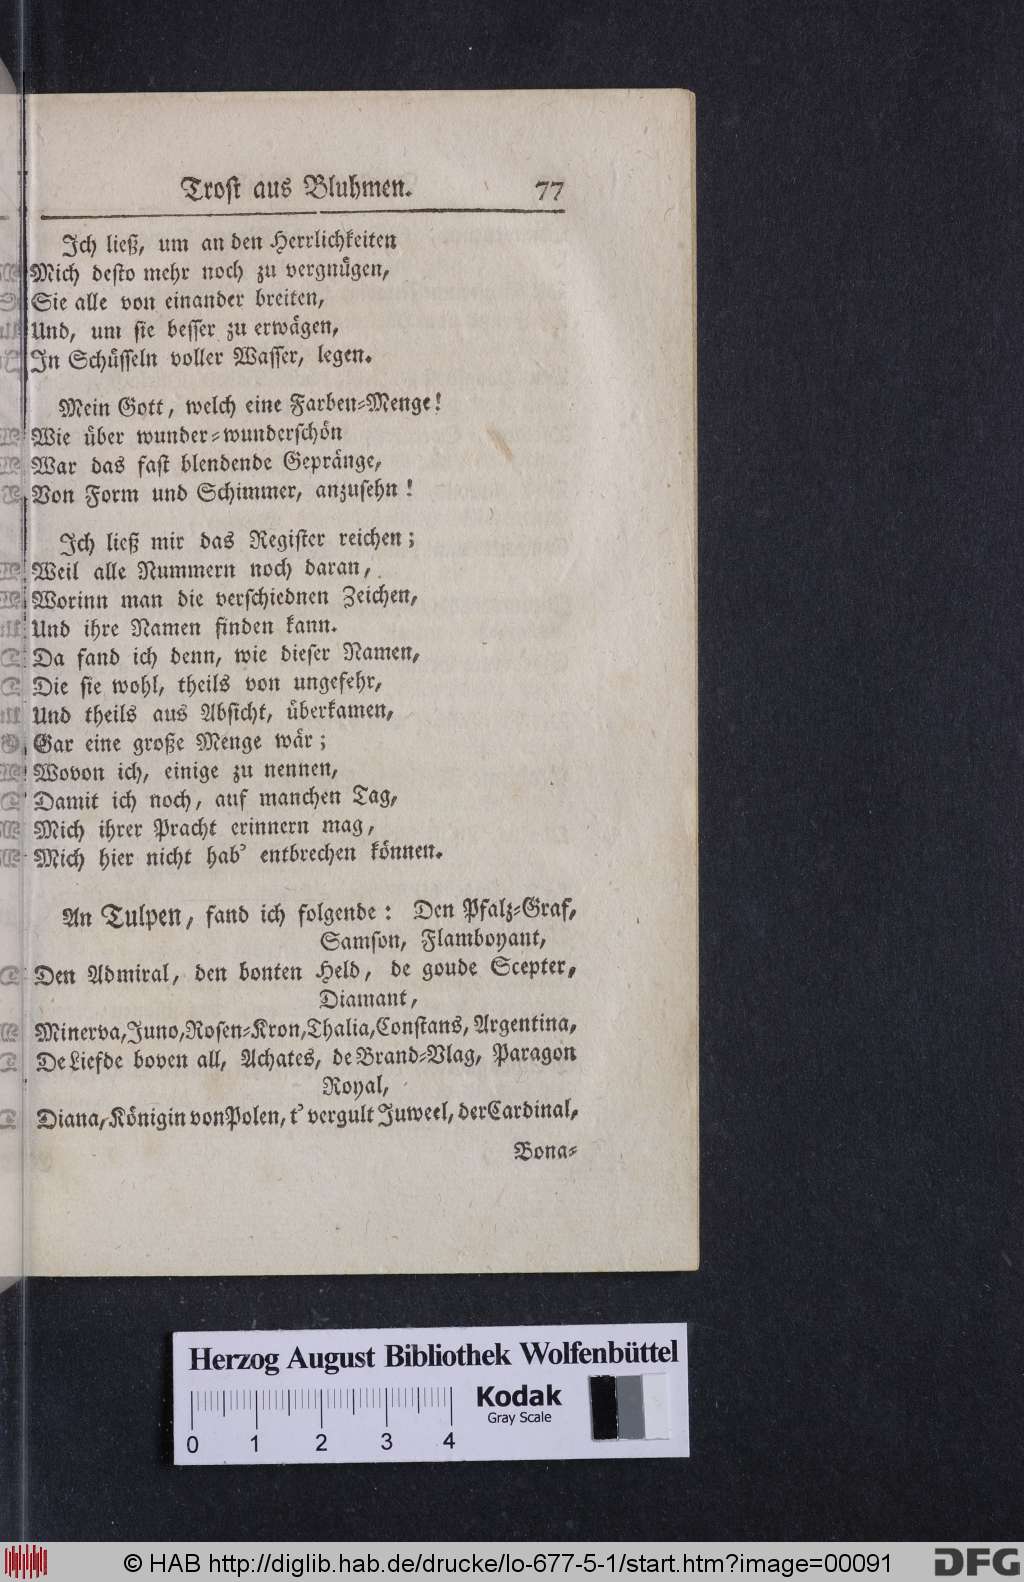 Trost aus Bluhmen. 77
Ich ließ, um an den Herrlichkeiten
Mich desto mehr noch zu vergnügen,
Sie alle von einander breiten,
Und, um sie besser zu erwägen,
In Schüsseln voller Wasser, legen.
Mein Gott, welch eine Farben-Menge!
Wie über wunder-wunderschön
War das fast blendende Gepränge,
Von Form und Schimmer, anzusehn!
Ich ließ mir das Register reichen;
Weil alle Nummern noch daran,
Worinn man die verschiednen Zeichen,
Und ihre Namen finden kann.
Da fand ich denn, wie dieser Namen,
Die sie wohl, theils von ungefehr,
Und theils aus Absicht, überkamen,
Gar eine große Menge wär;
Wovon ich, einige zu nennen,
Damit ich noch, auf manchen Tag,
Mich ihrer Pracht erinnern mag,
Mich hier nicht hab' entbrechen können.
An Tulpen, fand ich folgende: Den Pfalz-Graf,
Samson, Flamboyant,
Den Admiral, den bonten Held, de goude Scepter,
Diamant,
Minerva, Juno, Rosen-Kron, Thalia, Constans, Argentina,
De Liefde boven all, Achates, de Brand-Vlag, Paragon
Royal,
Diana, Königin von Polen, t' vergult Juweel, der Cardinal,
Bona-
Herzog August Bibliothek Wolfenbüttel
Kodak
Gray Scale
0 1 2 3 4
© HAB http://diglib.hab.de/drucke/lo-677-5-1/start.htm?image=00091
DFG